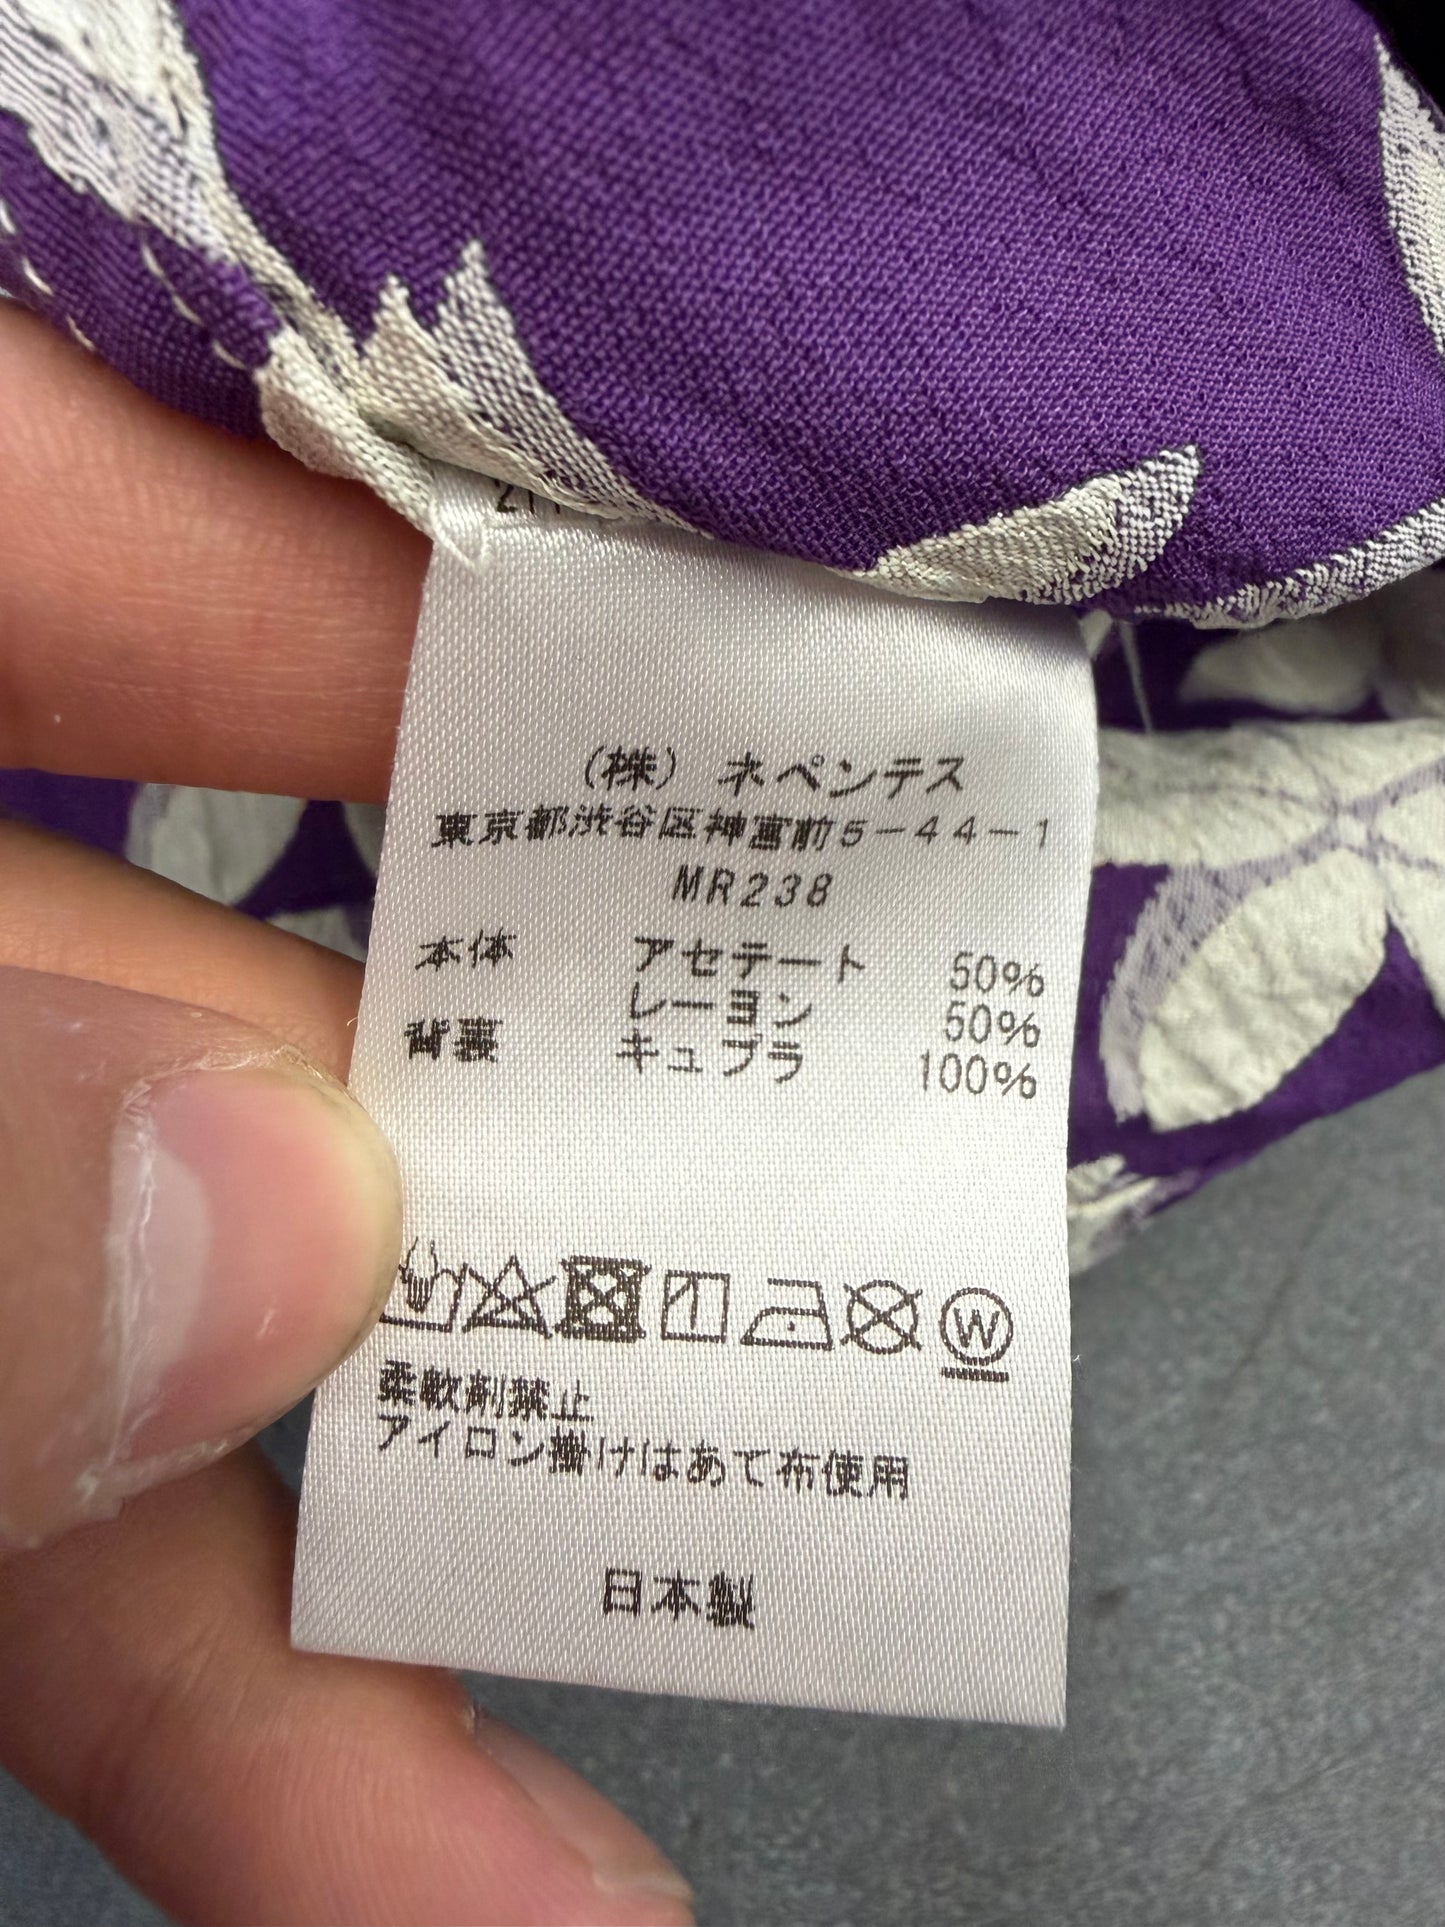 (株) ネペンテス
東京都渋谷区神宮前5-44-1
MR238
本体 アセテート 50%
レーヨン 50%
背裏 キュプラ 100%
W
柔軟剤禁止
アイロン掛けはあて布使用
日本製